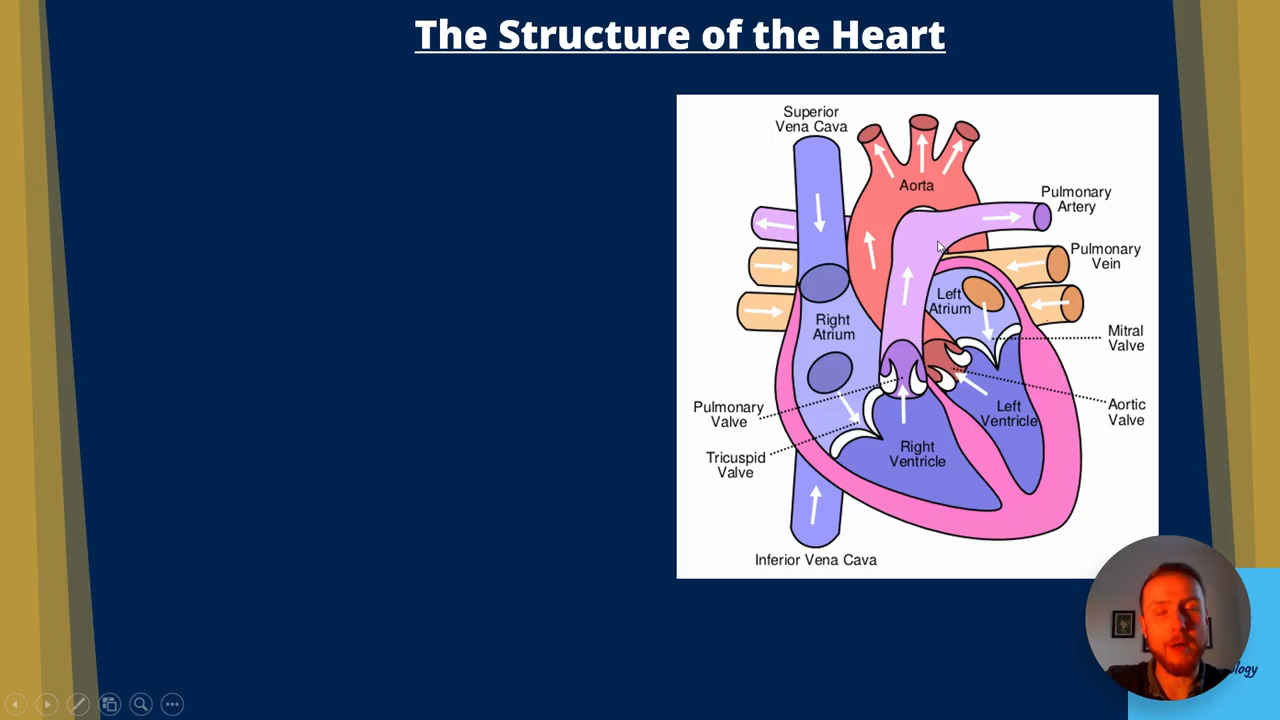 The Structure of the Heart
Superior
Vena Cava
Aorta
Pulmonary
Artery
Pulmonary
Vein
Left
Atrium
Right
Atrium
Mitral
Valve
Pulmonary
Valve
Left
Ventricle
Aortic
Valve
Right
Ventricle
Tricuspid
Valve
Inferior Vena Cava